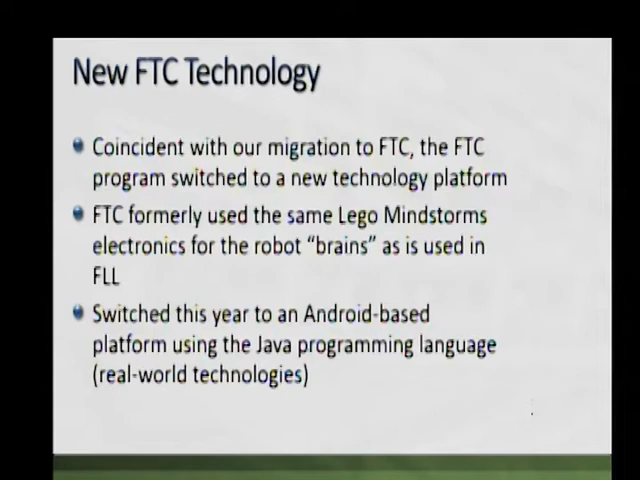 New FTC Technology
Coincident with our migration to FTC, the FTC
program switched to a new technology platform
FTC formerly used the same Lego Mindstorms
electronics for the robot “brains” as is used in
FLL
Switched this year to an Android-based
platform using the Java programming language
(real-world technologies)